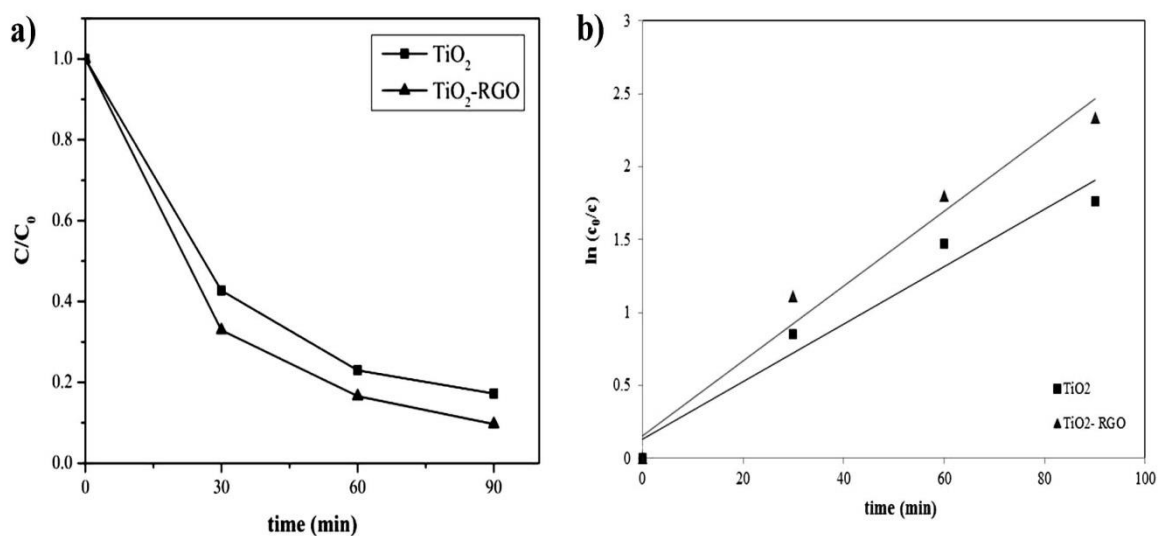 a)
1.0
0.8
0.6
0.4
0.2
0.0
C/C₀
0
30
60
90
time (min)
TiO₂
TiO₂-RGO
b)
3
2.5
2
1.5
1
0.5
0
ln (c₀/c)
0
20
40
60
80
100
time (min)
TiO2
TiO2- RGO